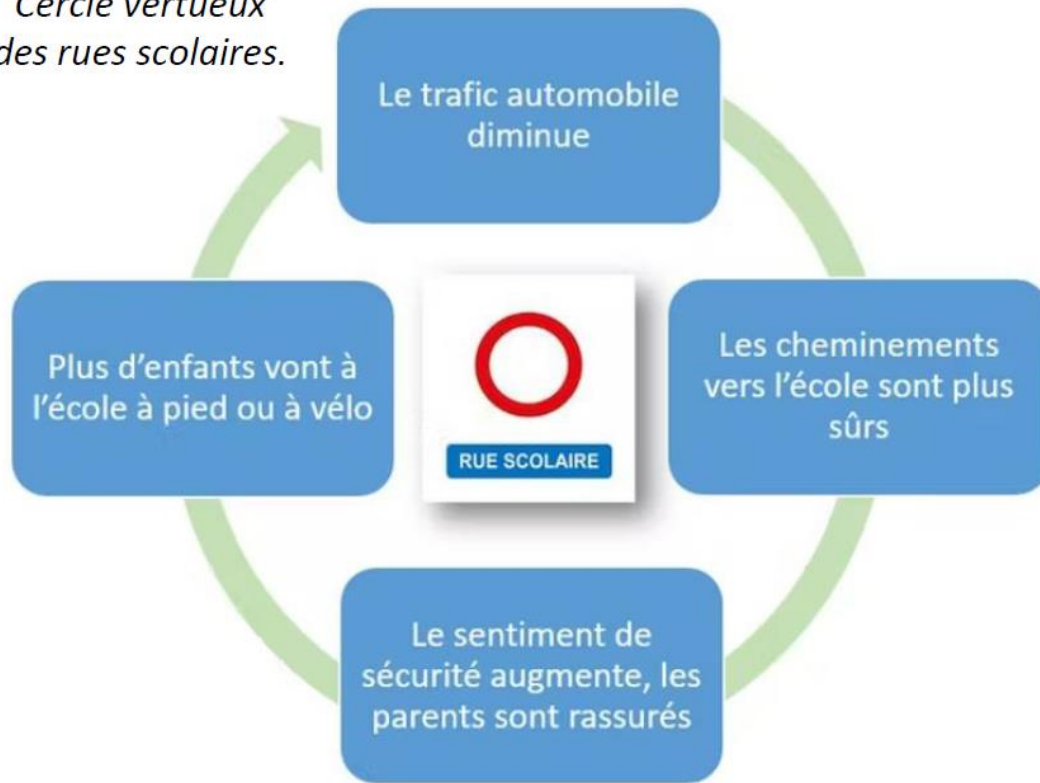 Cercle vertueux
des rues scolaires.
Le trafic automobile
diminue
Les cheminements
vers l'école sont plus
sûrs
Le sentiment de
sécurité augmente, les
parents sont rassurés
Plus d'enfants vont à
l'école à pied ou à vélo
RUE SCOLAIRE